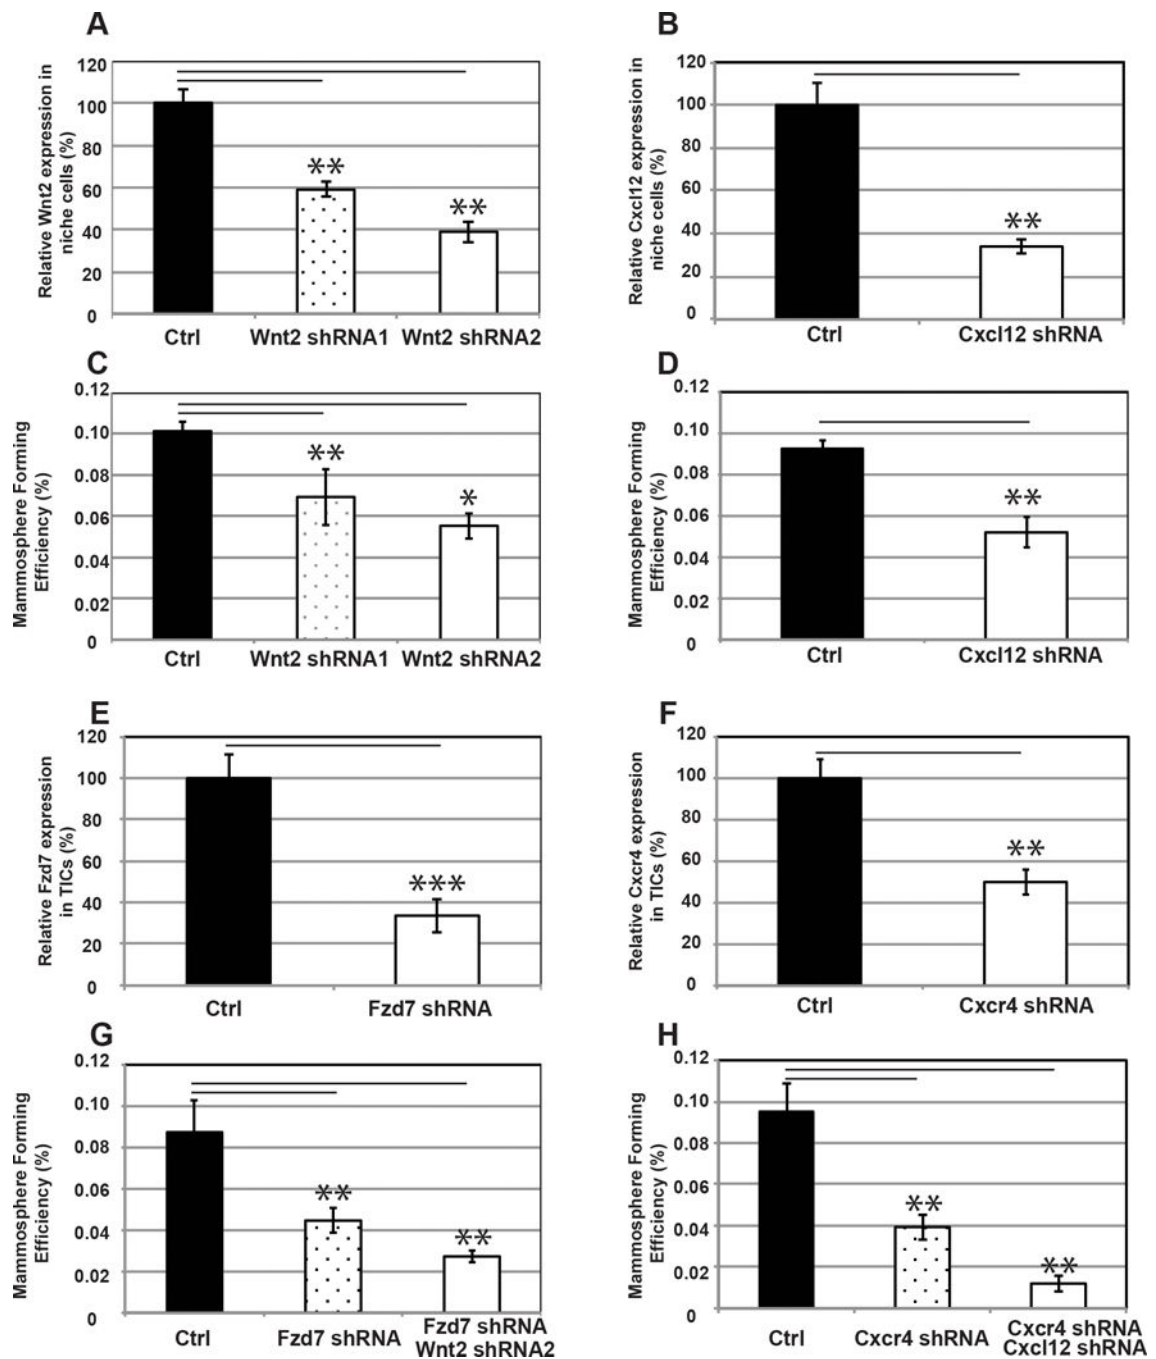 A
Relative Wnt2 expression in
niche cells (%)
120
100
80
60
40
20
0
**
**
Ctrl
Wnt2 shRNA1
Wnt2 shRNA2
B
Relative Cxcl12 expression in
niche cells (%)
120
100
80
60
40
20
0
**
Ctrl
Cxcl12 shRNA
C
Mammosphere Forming
Efficiency (%)
0.12
0.10
0.08
0.06
0.04
0.02
0
**
*
Ctrl
Wnt2 shRNA1
Wnt2 shRNA2
D
Mammosphere Forming
Efficiency (%)
0.12
0.10
0.08
0.06
0.04
0.02
0
**
Ctrl
Cxcl12 shRNA
E
Relative Fzd7 expression
in TICs (%)
120
100
80
60
40
20
0
***
Ctrl
Fzd7 shRNA
F
Relative Cxcr4 expression
in TICs (%)
120
100
80
60
40
20
0
**
Ctrl
Cxcr4 shRNA
G
Mammosphere Forming
Efficiency (%)
0.12
0.10
0.08
0.06
0.04
0.02
0
**
**
Ctrl
Fzd7 shRNA
Fzd7 shRNA
Wnt2 shRNA2
H
Mammosphere Forming
Efficiency (%)
0.12
0.10
0.08
0.06
0.04
0.02
0
**
**
Ctrl
Cxcr4 shRNA
Cxcr4 shRNA
Cxcl12 shRNA